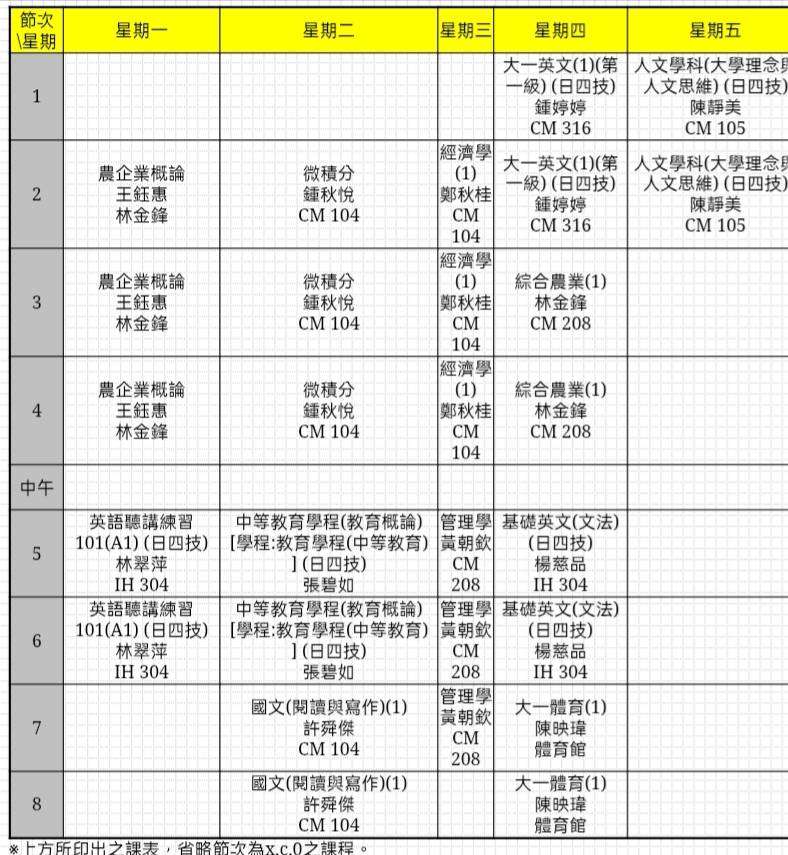 節次
\星期
星期一
星期二
星期三
星期四
星期五
1
大一英文(1)(第
一級) (日四技)
鍾婷婷
CM 316
人文學科(大學理念與
人文思維) (日四技)
陳靜美
CM 105
2
農企業概論
王鈺惠
林金鋒
微積分
鍾秋悅
CM 104
經濟學
(1)
鄭秋桂
CM
104
大一英文(1)(第
一級) (日四技)
鍾婷婷
CM 316
人文學科(大學理念與
人文思維) (日四技)
陳靜美
CM 105
3
農企業概論
王鈺惠
林金鋒
微積分
鍾秋悅
CM 104
經濟學
(1)
鄭秋桂
CM
104
綜合農業(1)
林金鋒
CM 208
4
農企業概論
王鈺惠
林金鋒
微積分
鍾秋悅
CM 104
經濟學
(1)
鄭秋桂
CM
104
綜合農業(1)
林金鋒
CM 208
中午
5
英語聽講練習
101(A1) (日四技)
林翠萍
IH 304
中等教育學程(教育概論)
[學程:教育學程(中等教育)
] (日四技)
張碧如
管理學
黃朝欽
CM
208
基礎英文(文法)
(日四技)
楊慈品
IH 304
6
英語聽講練習
101(A1) (日四技)
林翠萍
IH 304
中等教育學程(教育概論)
[學程:教育學程(中等教育)
] (日四技)
張碧如
管理學
黃朝欽
CM
208
基礎英文(文法)
(日四技)
楊慈品
IH 304
7
國文(閱讀與寫作)(1)
許舜傑
CM 104
管理學
黃朝欽
CM
208
大一體育(1)
陳映瑋
體育館
8
國文(閱讀與寫作)(1)
許舜傑
CM 104
大一體育(1)
陳映瑋
體育館
※上方所印出之課表，省略節次為x,c,0之課程。